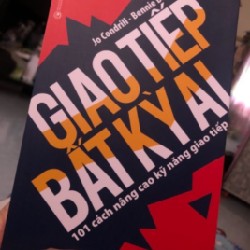 Jo Condrill - Bennie
GIAO TIẾP
BẤT KỲ AI
101 cách nâng cao kỹ năng giao tiếp